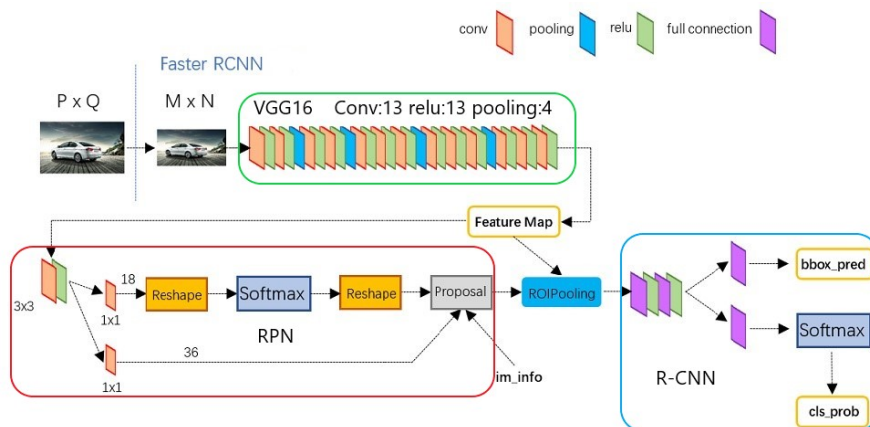 conv pooling relu full connection
Faster RCNN
P x Q
M x N
VGG16 Conv:13 relu:13 pooling:4
Feature Map
3x3
18
1x1
Reshape
Softmax
Reshape
Proposal
ROIPooling
RPN
36
1x1
im_info
bbox_pred
Softmax
R-CNN
cls_prob